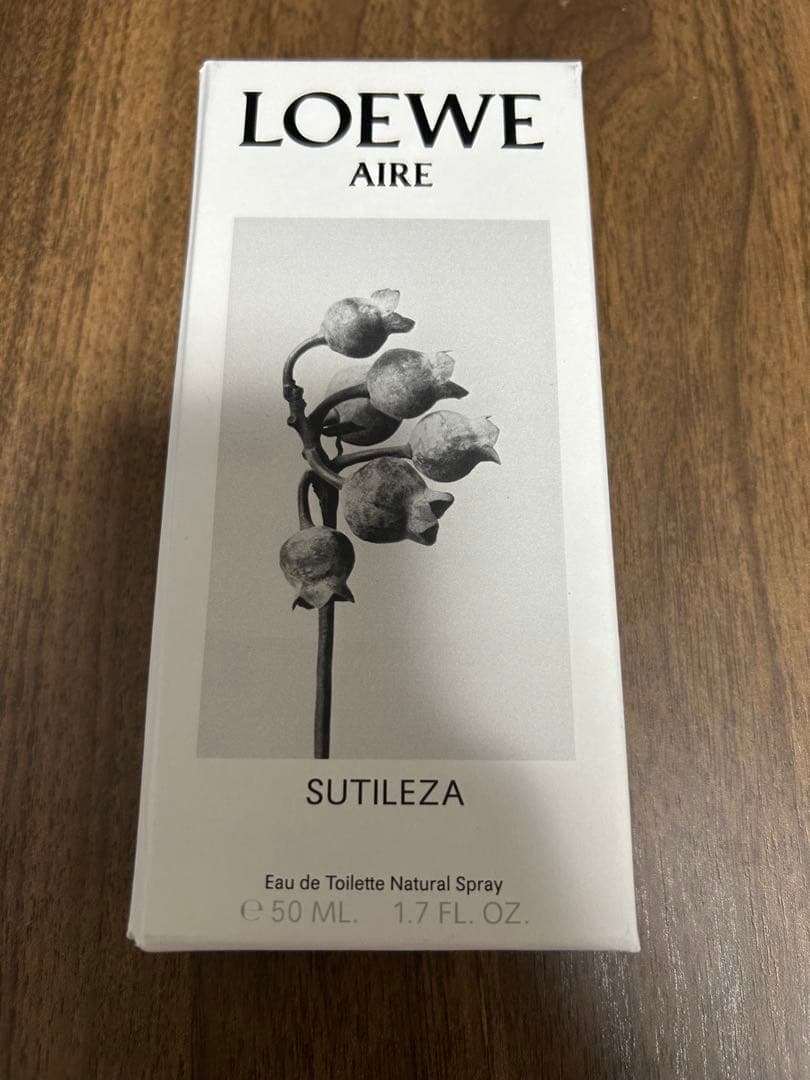 LOEWE
AIRE
SUTILEZA
Eau de Toilette Natural Spray
℮ 50 ML. 1.7 FL. OZ.